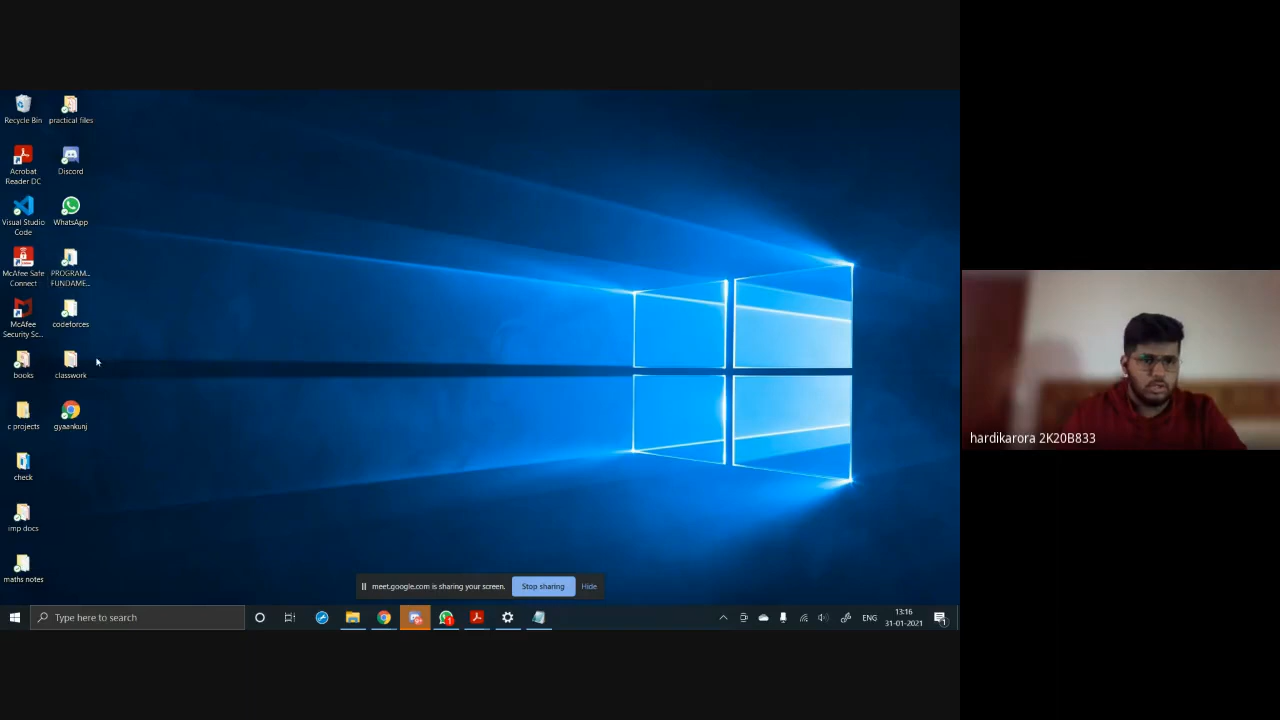 Recycle Bin
practical files
Acrobat
Reader DC
Discord
Visual Studio
Code
WhatsApp
McAfee Safe
Connect
PROGRAM...
FUNDAME...
McAfee
Security Sc...
codeforces
books
classwork
c projects
gyaankunj
check
imp docs
maths notes
meet.google.com is sharing your screen.
Stop sharing
Hide
Type here to search
1
ENG
13:16
31-01-2021
1
hardikarora 2K20B833